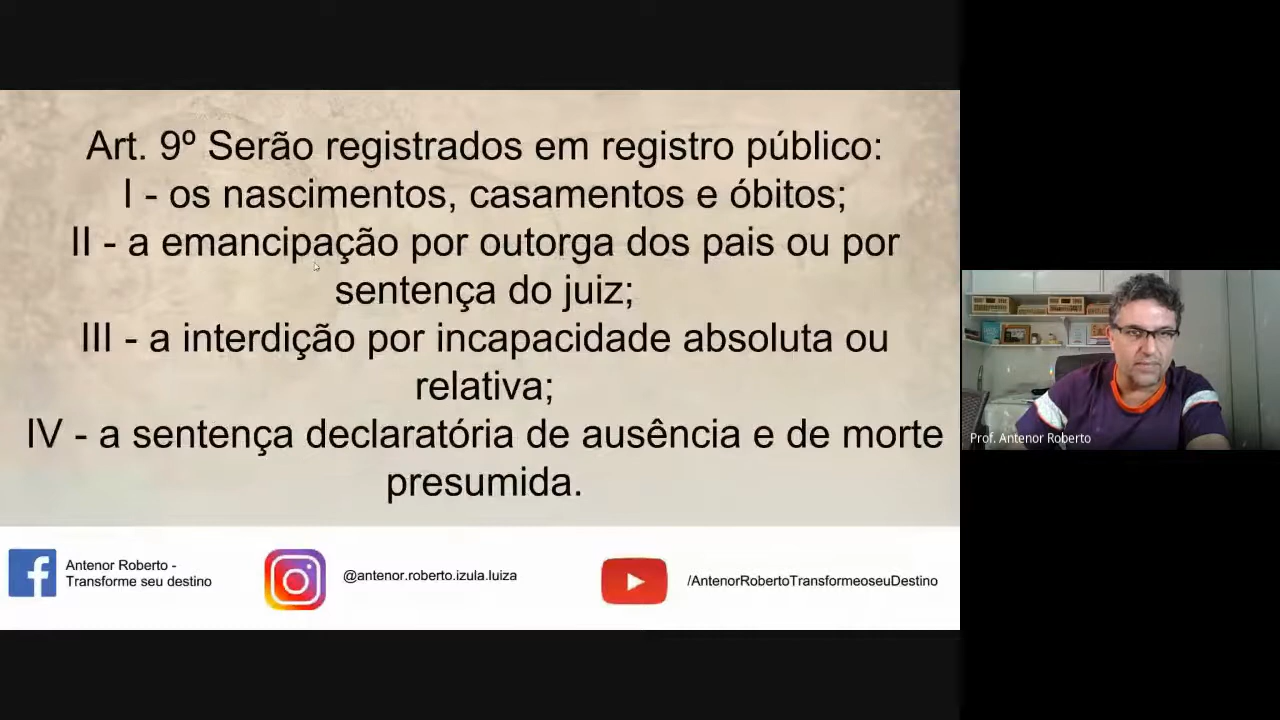 Art. 9º Serão registrados em registro público:
I - os nascimentos, casamentos e óbitos;
II - a emancipação por outorga dos pais ou por
sentença do juiz;
III - a interdição por incapacidade absoluta ou
relativa;
IV - a sentença declaratória de ausência e de morte
presumida.
Antenor Roberto -
Transforme seu destino
@antenor.roberto.izula.luiza
/AntenorRobertoTransformeoseuDestino
Prof. Antenor Roberto